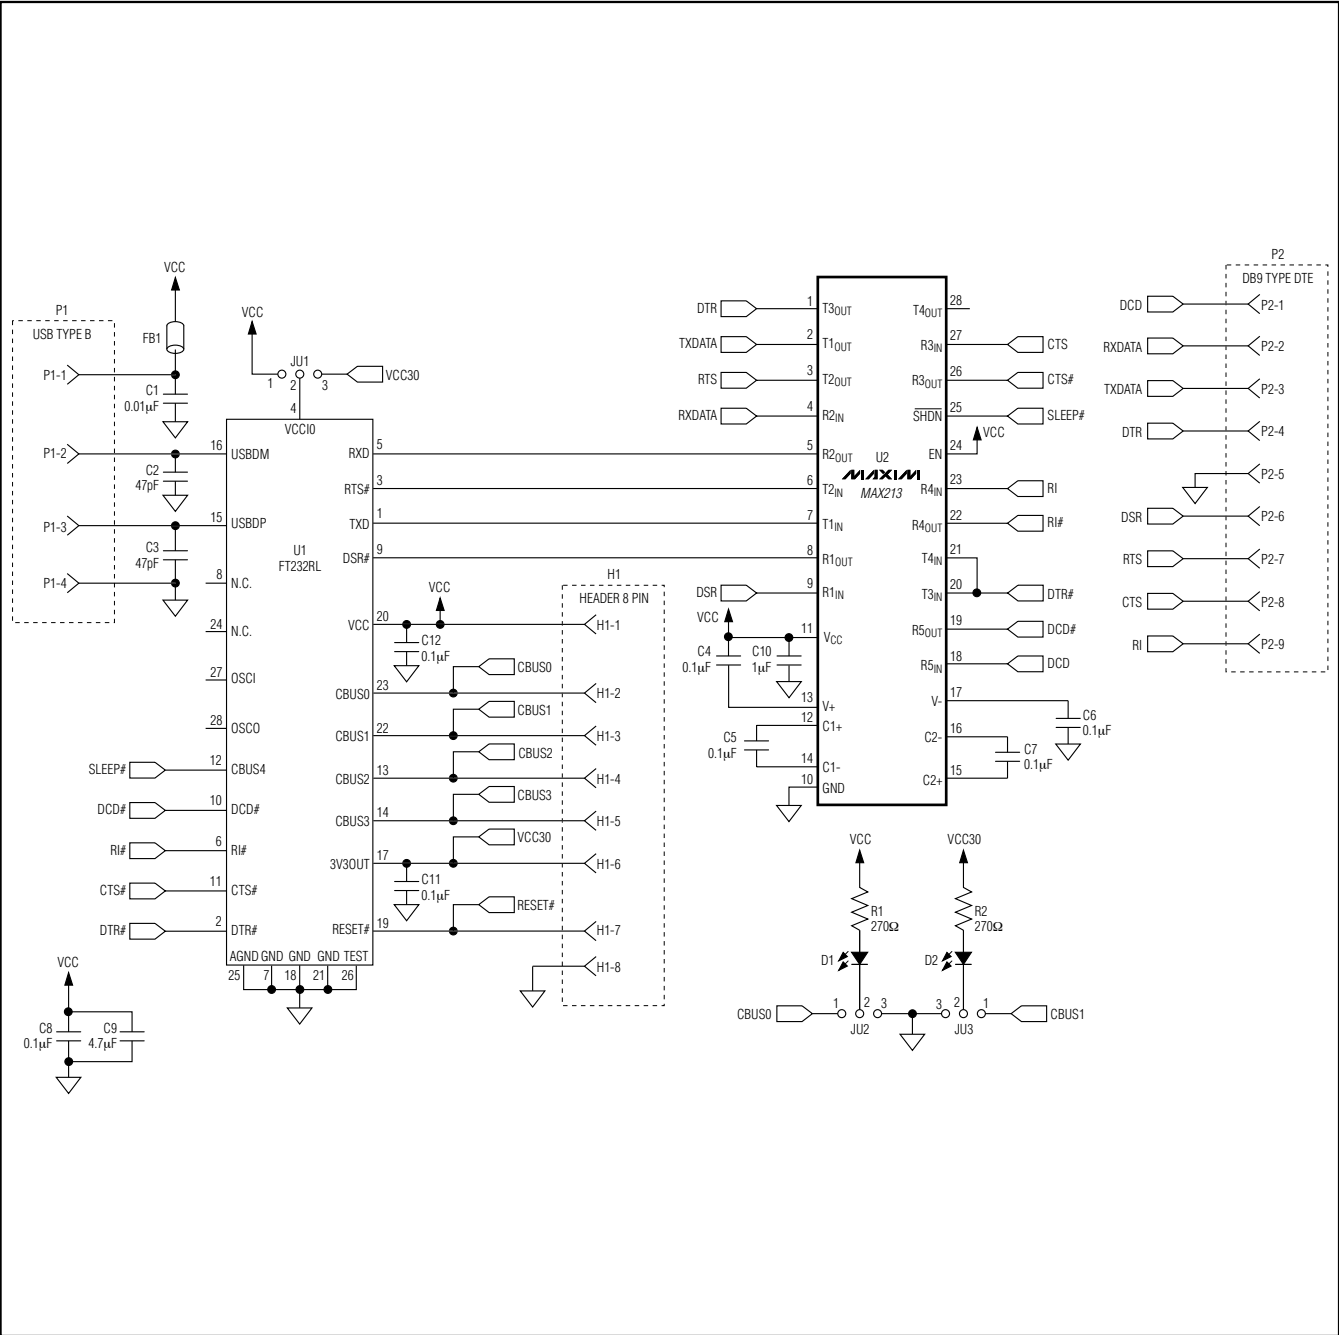 P1
USB TYPE B
P1-1
P1-2
P1-3
P1-4
VCC
FB1
C1
0.01µF
C2
47pF
C3
47pF
VCC
JU1
1
2
3
VCC30
4
VCCIO
16
USBDM
15
USBDP
8
N.C.
24
N.C.
27
OSCI
28
OSCO
SLEEP#
12
CBUS4
DCD#
10
DCD#
RI#
6
RI#
CTS#
11
CTS#
DTR#
2
DTR#
U1
FT232RL
RXD
5
RTS#
3
TXD
1
DSR#
9
VCC
20
CBUS0
23
CBUS1
22
CBUS2
13
CBUS3
14
3V3OUT
17
RESET#
19
AGND GND GND GND TEST
25
7
18
21
26
VCC
C12
0.1µF
CBUS0
CBUS1
CBUS2
CBUS3
VCC30
C11
0.1µF
RESET#
H1
HEADER 8 PIN
H1-1
H1-2
H1-3
H1-4
H1-5
H1-6
H1-7
H1-8
VCC
C8
0.1µF
C9
4.7µF
DTR
1
T3OUT
TXDATA
2
T1OUT
RTS
3
T2OUT
RXDATA
4
R2IN
5
R2OUT
6
T2IN
7
T1IN
8
R1OUT
DSR
9
R1IN
VCC
11
VCC
C4
0.1µF
C10
1µF
13
V+
12
C1+
C5
0.1µF
14
C1-
10
GND
U2
MAXIM
MAX213
T4OUT
28
R3IN
27
CTS
R3OUT
26
CTS#
SHDN
25
SLEEP#
EN
24
VCC
R4IN
23
RI
R4OUT
22
RI#
T4IN
21
T3IN
20
DTR#
R5OUT
19
DCD#
R5IN
18
DCD
V-
17
C6
0.1µF
C2-
16
C7
0.1µF
C2+
15
P2
DB9 TYPE DTE
DCD
P2-1
RXDATA
P2-2
TXDATA
P2-3
DTR
P2-4
P2-5
DSR
P2-6
RTS
P2-7
CTS
P2-8
RI
P2-9
VCC
R1
270Ω
D1
VCC30
R2
270Ω
D2
CBUS0
1
2
3
JU2
3
2
1
JU3
CBUS1